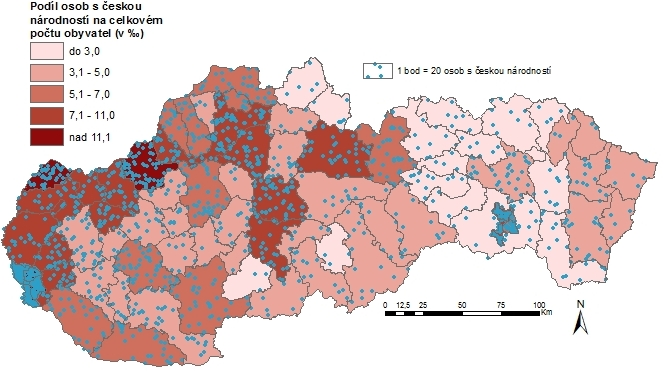 Podíl osob s českou
národností na celkovém
počtu obyvatel (v ‰)
do 3,0
3,1 - 5,0
5,1 - 7,0
7,1 - 11,0
nad 11,1
1 bod = 20 osob s českou národností
0 12,5 25 50 75 100
Km
N